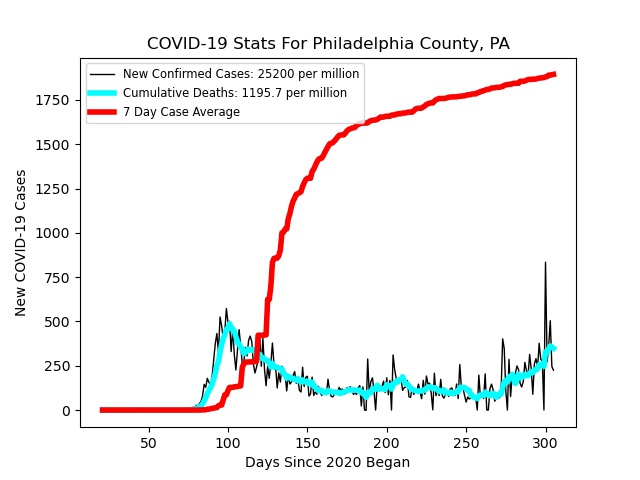 COVID-19 Stats For Philadelphia County, PA
New Confirmed Cases: 25200 per million
Cumulative Deaths: 1195.7 per million
7 Day Case Average
1750
1500
1250
1000
750
500
250
0
New COVID-19 Cases
50 100 150 200 250 300
Days Since 2020 Began